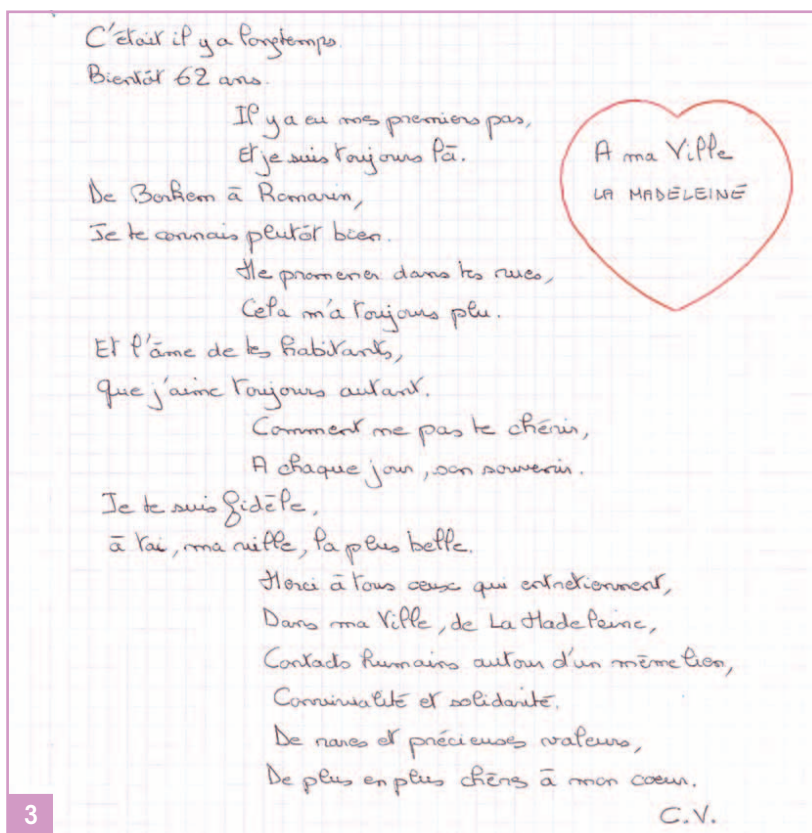 C'était il y a longtemps.
Bientôt 62 ans.
Il y a eu mes premiers pas,
Et je suis toujours là.
De Berkem à Romarin,
Je te connais plutôt bien.
Me promener dans tes rues,
Cela m'a toujours plu.
Et l'âme de tes habitants,
que j'aime toujours autant.
Comment ne pas te chérir,
A chaque jour, son souvenir.
Je te suis fidèle,
à toi, ma ville, la plus belle.
Merci à tous ceux qui entretiennent,
Dans ma Ville, de La Madeleine,
Contacts humains autour d'un même lien,
Convivialité et solidarité.
De rares et précieuses valeurs,
De plus en plus chères à mon coeur.
C.V.
A ma Ville
LA MADELEINE
3